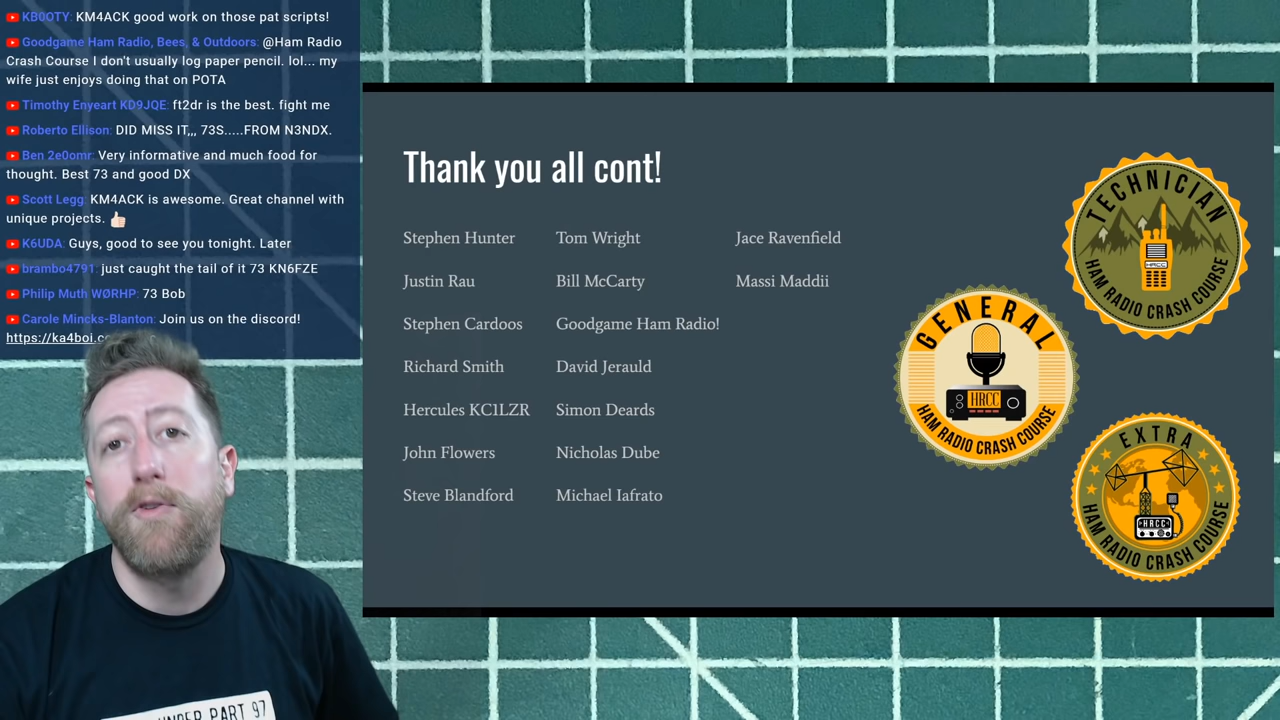 KB0OTY: KM4ACK good work on those pat scripts!
Goodgame Ham Radio, Bees, & Outdoors: @Ham Radio
Crash Course I don't usually log paper pencil. lol... my
wife just enjoys doing that on POTA
Timothy Enyeart KD9JQE: ft2dr is the best. fight me
Roberto Ellison: DID MISS IT,,, 73S.....FROM N3NDX.
Ben 2e0omr: Very informative and much food for
thought. Best 73 and good DX
Scott Legg: KM4ACK is awesome. Great channel with
unique projects.
K6UDA: Guys, good to see you tonight. Later
brambo4791: just caught the tail of it 73 KN6FZE
Philip Muth WØRHP: 73 Bob
Carole Mincks-Blanton: Join us on the discord!
https://ka4boi.c
Thank you all cont!
Stephen Hunter
Justin Rau
Stephen Cardoos
Richard Smith
Hercules KC1LZR
John Flowers
Steve Blandford
Tom Wright
Bill McCarty
Goodgame Ham Radio!
David Jerauld
Simon Deards
Nicholas Dube
Michael Iafrato
Jace Ravenfield
Massi Maddii
TECHNICIAN
HRCC
HAM RADIO CRASH COURSE
GENERAL
HRCC
HAM RADIO CRASH COURSE
EXTRA
HRCC
HAM RADIO CRASH COURSE
UNDER PART 97